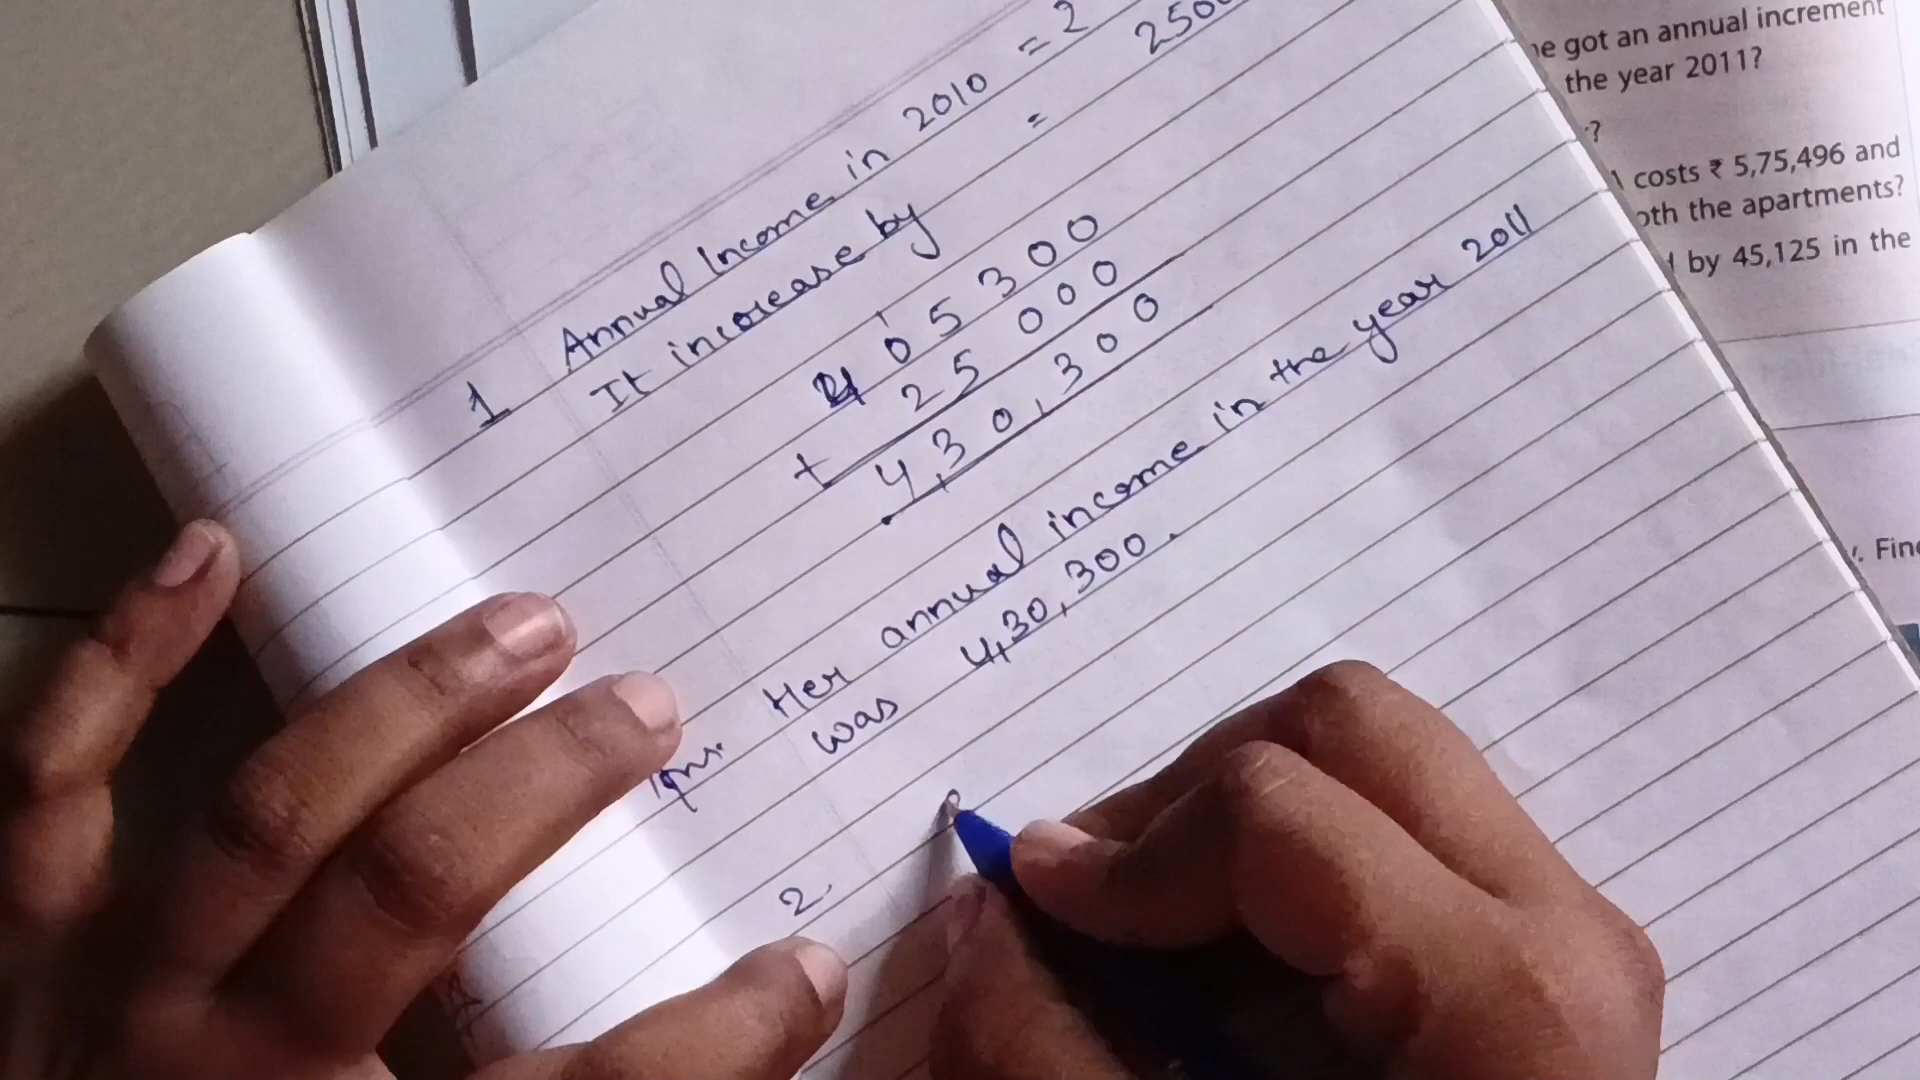 1 Annual Income in 2010 = 2
It increase by = 2500
4 0 5 3 0 0
+ 2 5 0 0 0
4,3 0,3 0 0
Ans. Her annual income in the year 2011
was 4,30,300.
2.
he got an annual increment
the year 2011?
?
costs ₹ 5,75,496 and
oth the apartments?
by 45,125 in the
. Find